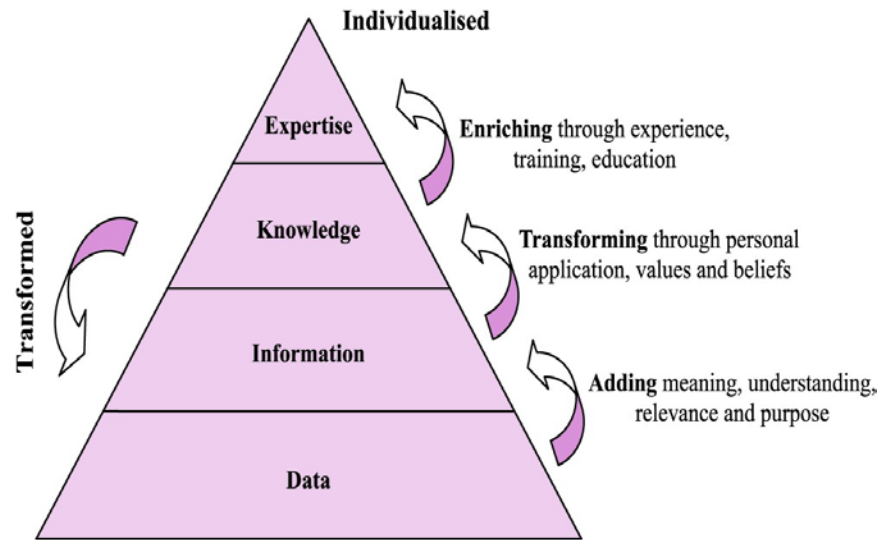 Individualised
Expertise
Enriching through experience,
training, education
Knowledge
Transforming through personal
application, values and beliefs
Transformed
Information
Adding meaning, understanding,
relevance and purpose
Data